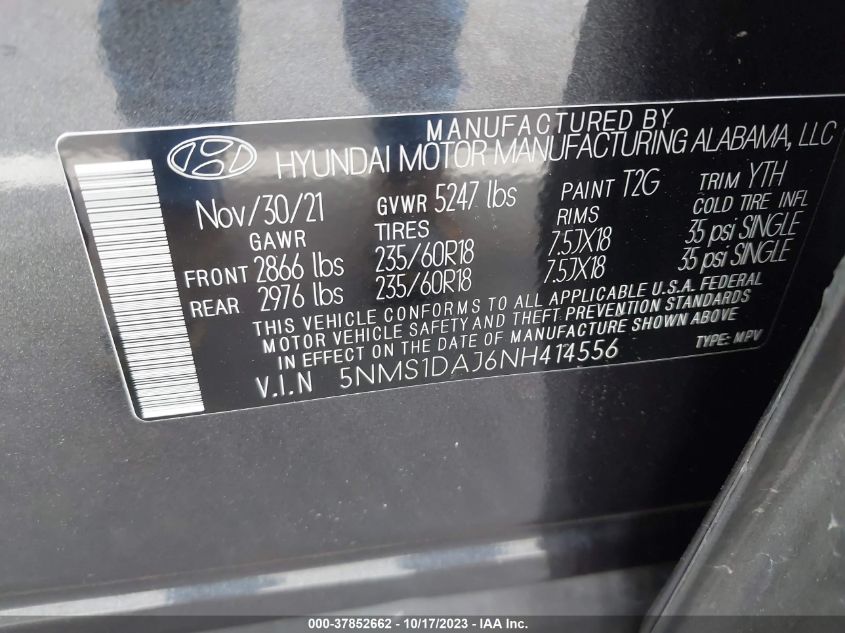 MANUFACTURED BY
HYUNDAI MOTOR MANUFACTURING ALABAMA, LLC
Nov/30/21 GVWR 5247 lbs PAINT T2G TRIM YTH
GAWR TIRES RIMS COLD TIRE INFL
FRONT 2866 lbs 235/60R18 7.5JX18 35 psi SINGLE
REAR 2976 lbs 235/60R18 7.5JX18 35 psi SINGLE
THIS VEHICLE CONFORMS TO ALL APPLICABLE U.S.A. FEDERAL
MOTOR VEHICLE SAFETY AND THEFT PREVENTION STANDARDS
IN EFFECT ON THE DATE OF MANUFACTURE SHOWN ABOVE
V.I.N 5NMS1DAJ6NH414556 TYPE: MPV
000-37852662 - 10/17/2023 - IAA Inc.